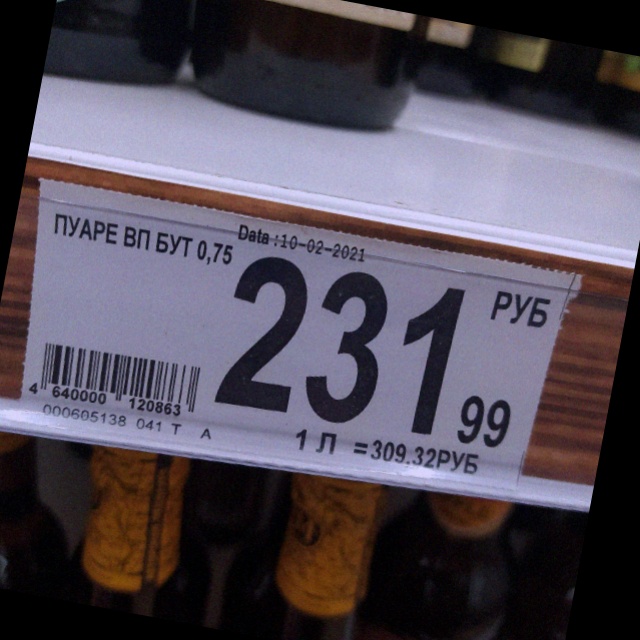 ПУАРЕ ВП БУТ 0,75
Data :10-02-2021
231 99
РУБ
4 640000 120863
000605138 041 Т А
1 Л =309.32РУБ